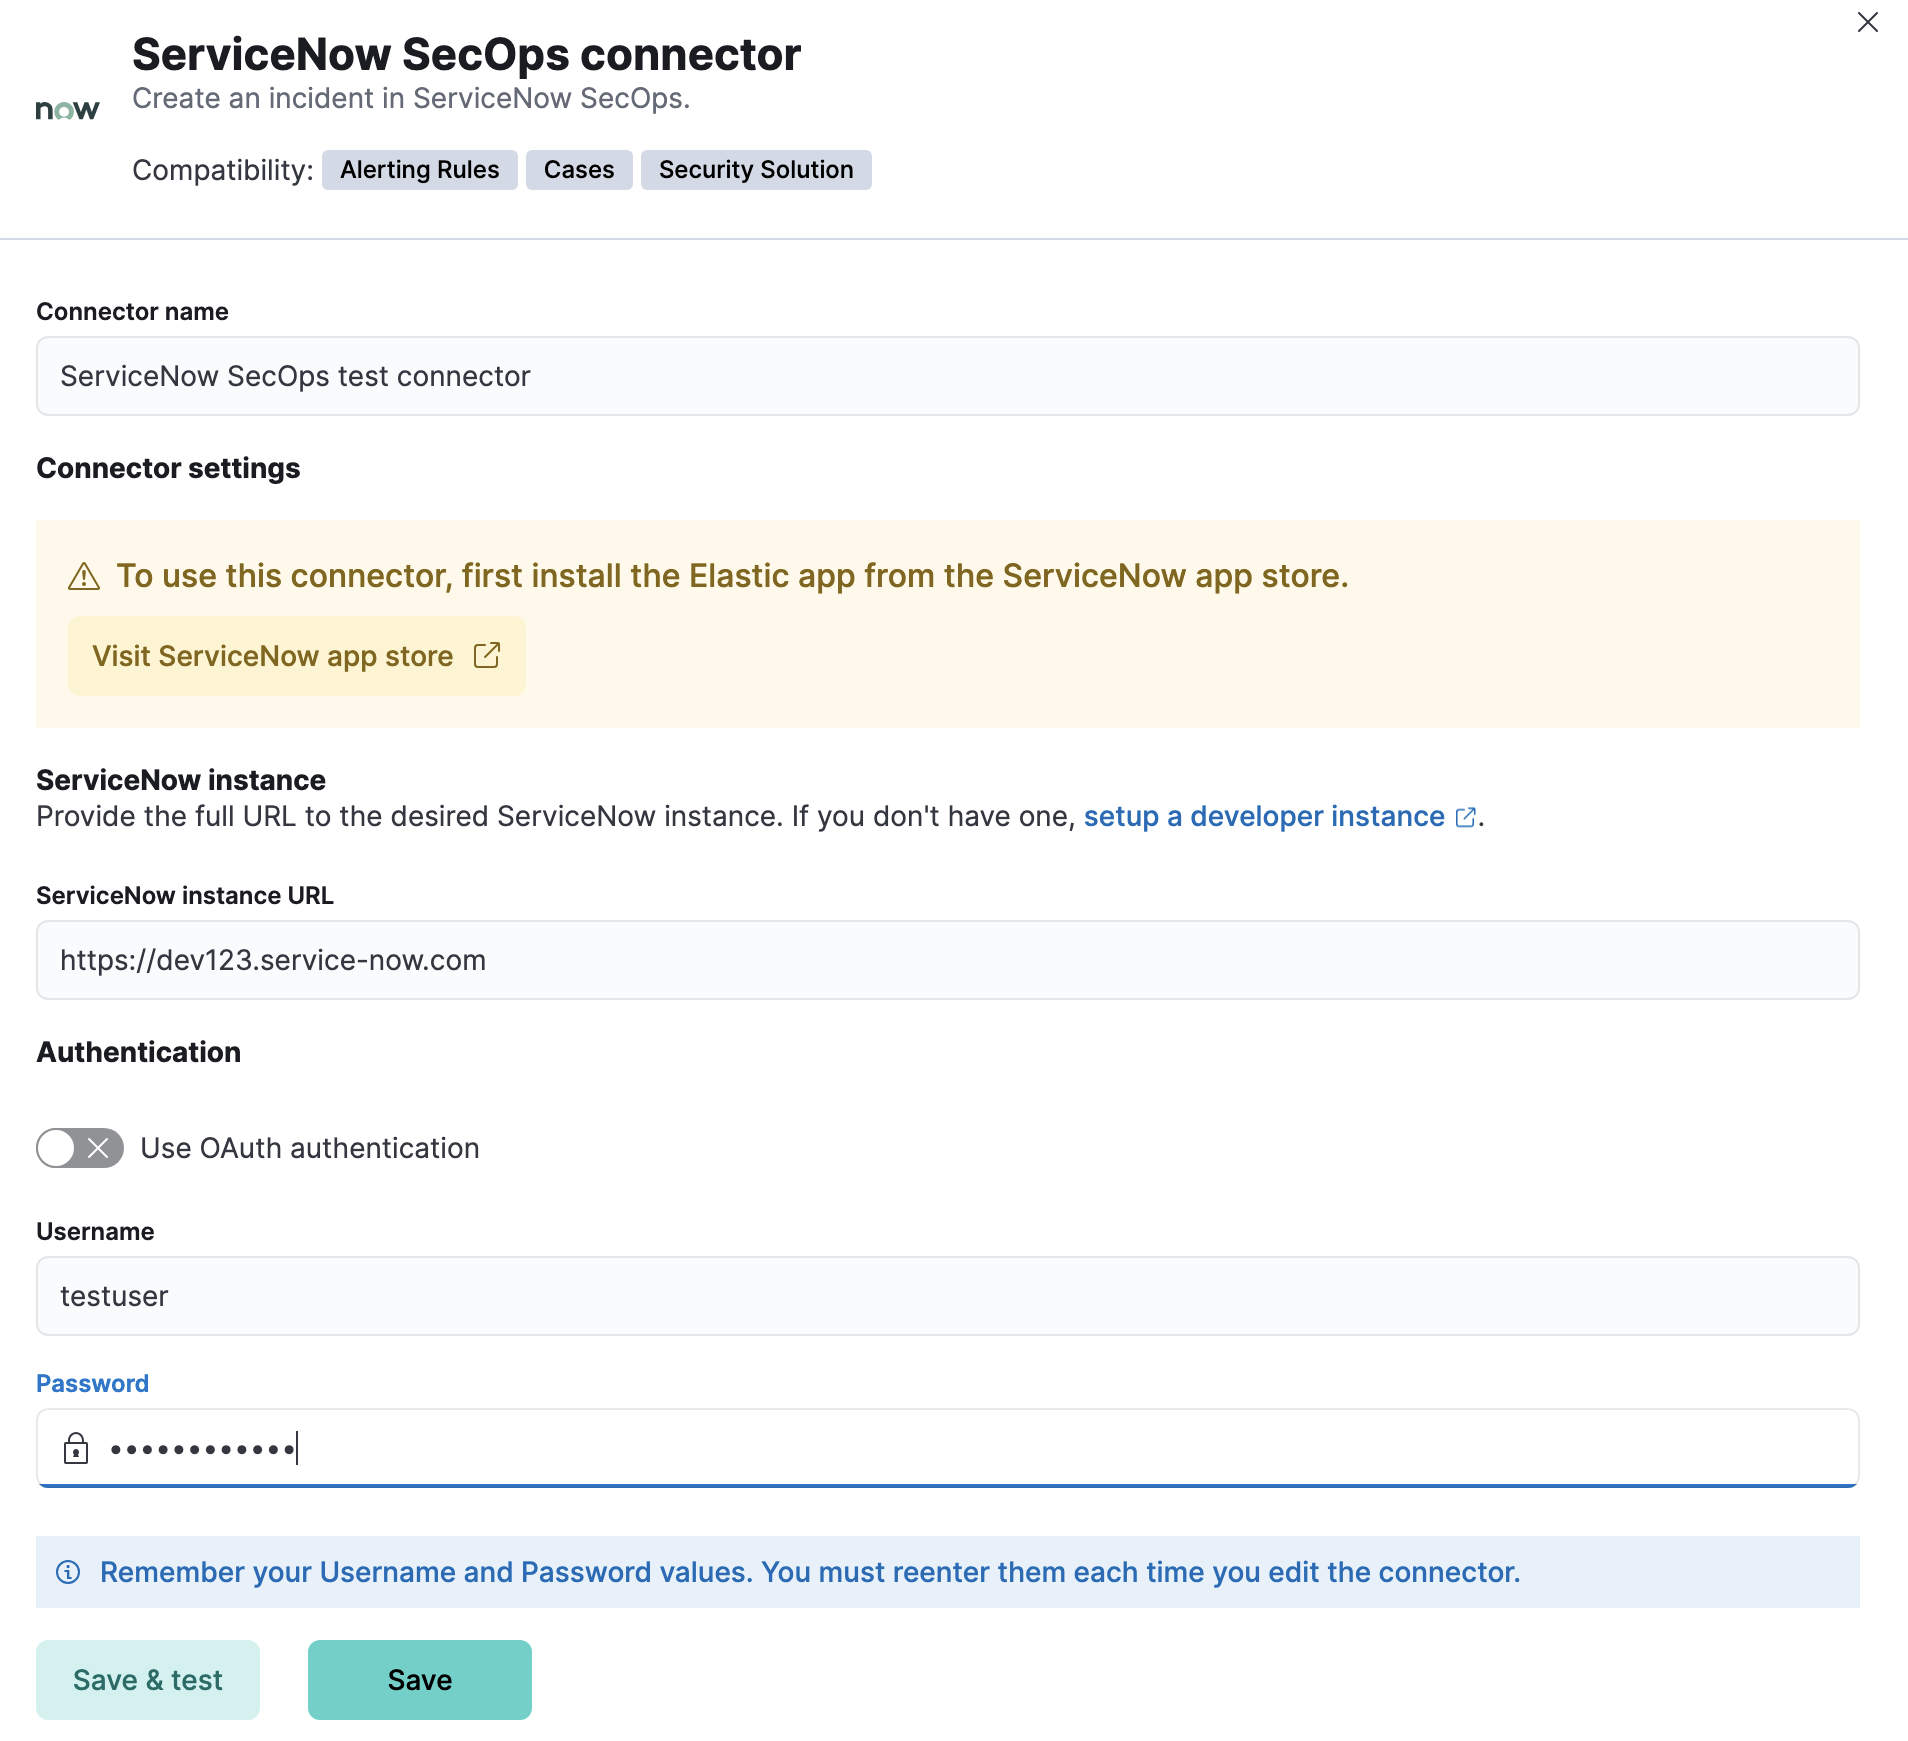 ServiceNow SecOps connector
now
Create an incident in ServiceNow SecOps.
Compatibility: Alerting Rules Cases Security Solution
Connector name
ServiceNow SecOps test connector
Connector settings
To use this connector, first install the Elastic app from the ServiceNow app store.
Visit ServiceNow app store
ServiceNow instance
Provide the full URL to the desired ServiceNow instance. If you don't have one, setup a developer instance.
ServiceNow instance URL
https://dev123.service-now.com
Authentication
Use OAuth authentication
Username
testuser
Password
••••••••••••
Remember your Username and Password values. You must reenter them each time you edit the connector.
Save & test Save